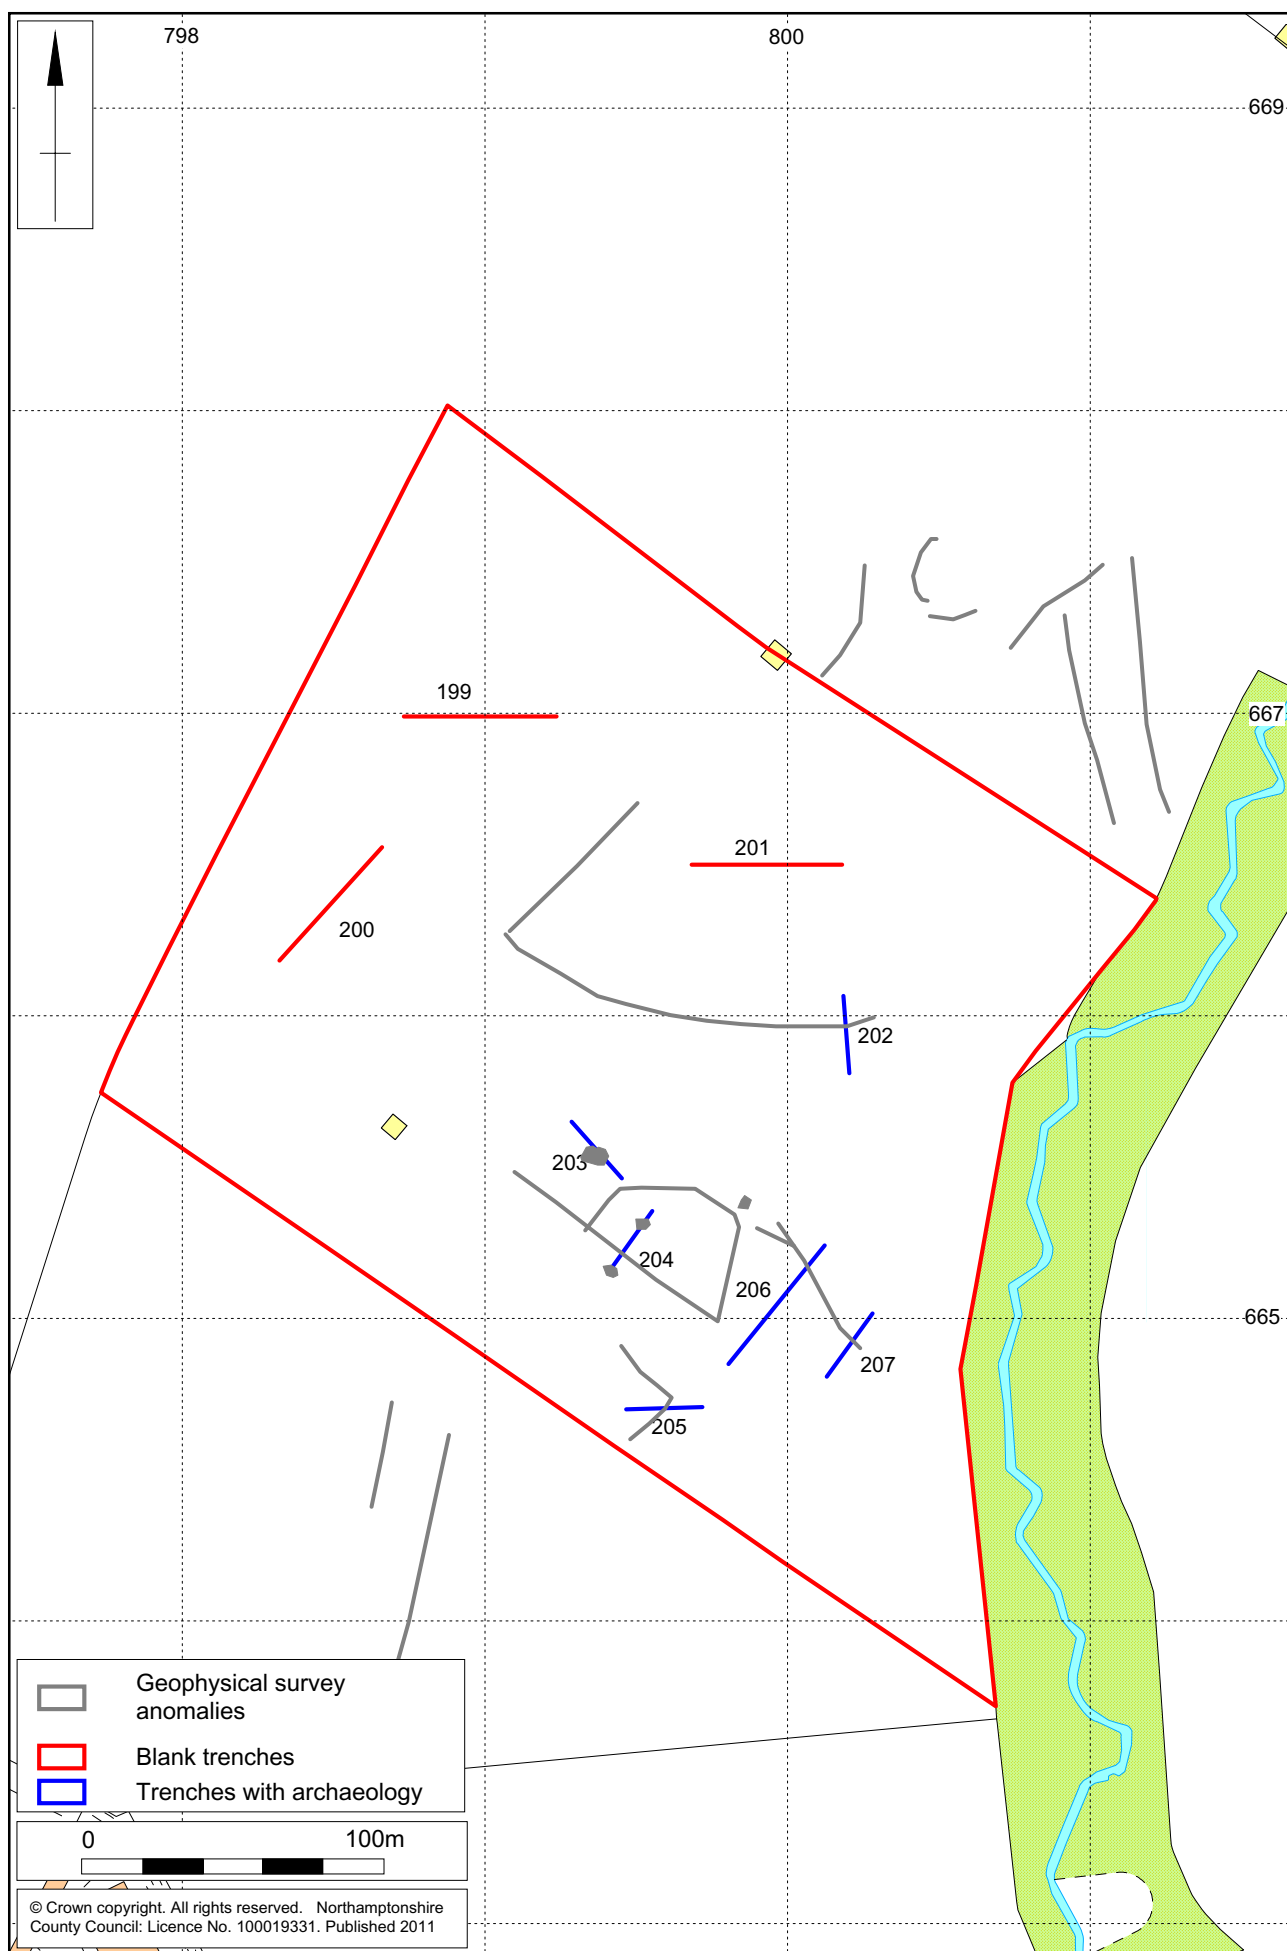 798
800
669
199
667
201
200
202
203
204
206
665
207
205
Geophysical survey
anomalies
Blank trenches
Trenches with archaeology
0 100m
© Crown copyright. All rights reserved. Northamptonshire
County Council: Licence No. 100019331. Published 2011